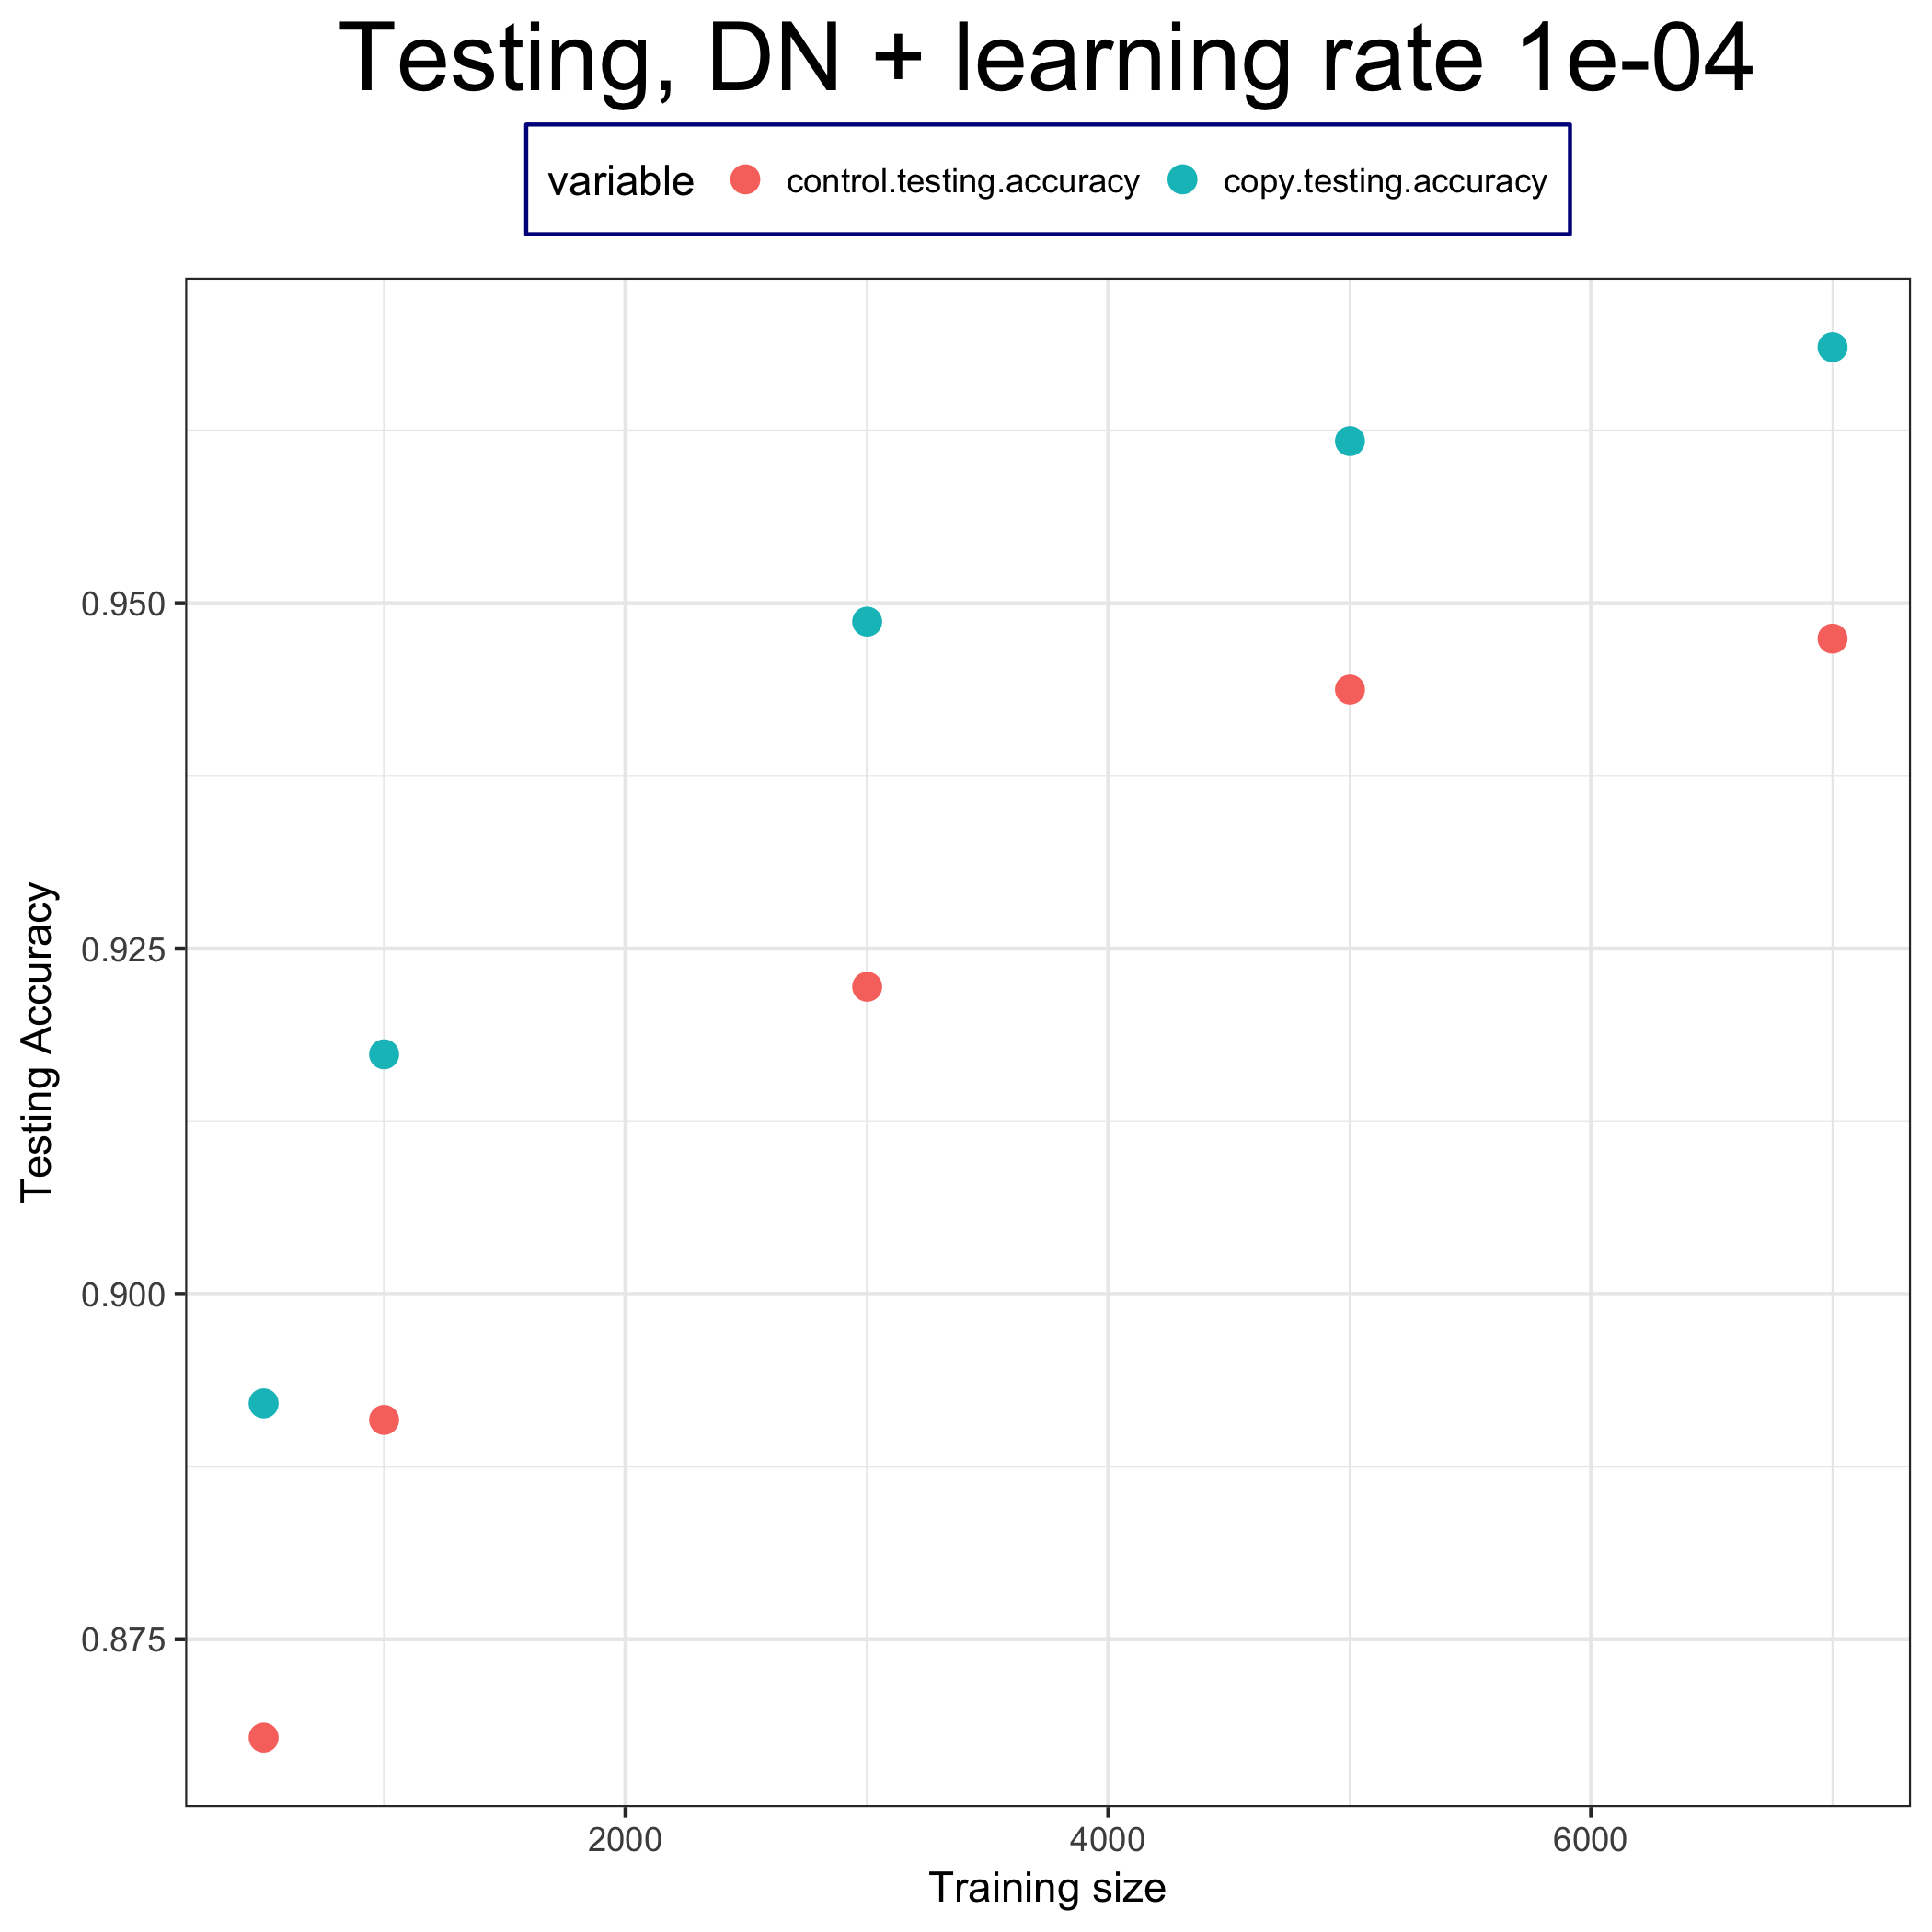 Testing, DN + learning rate 1e-04
variable control.testing.accuracy copy.testing.accuracy
Testing Accuracy
0.950
0.925
0.900
0.875
2000 4000 6000
Training size